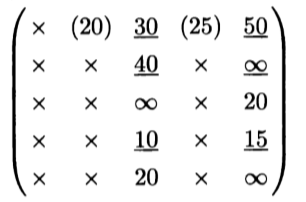 × (20) 30 (25) 50
× × 40 × ∞
× × ∞ × 20
× × 10 × 15
× × 20 × ∞